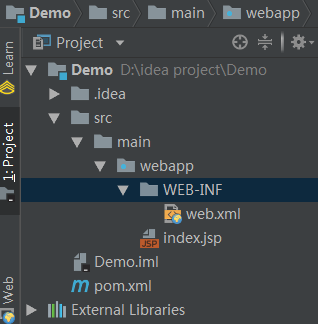 Demo src main webapp
Project
Demo D:\idea project\Demo
.idea
src
main
webapp
WEB-INF
web.xml
JSP index.jsp
Demo.iml
m pom.xml
External Libraries
Learn
1: Project
Web